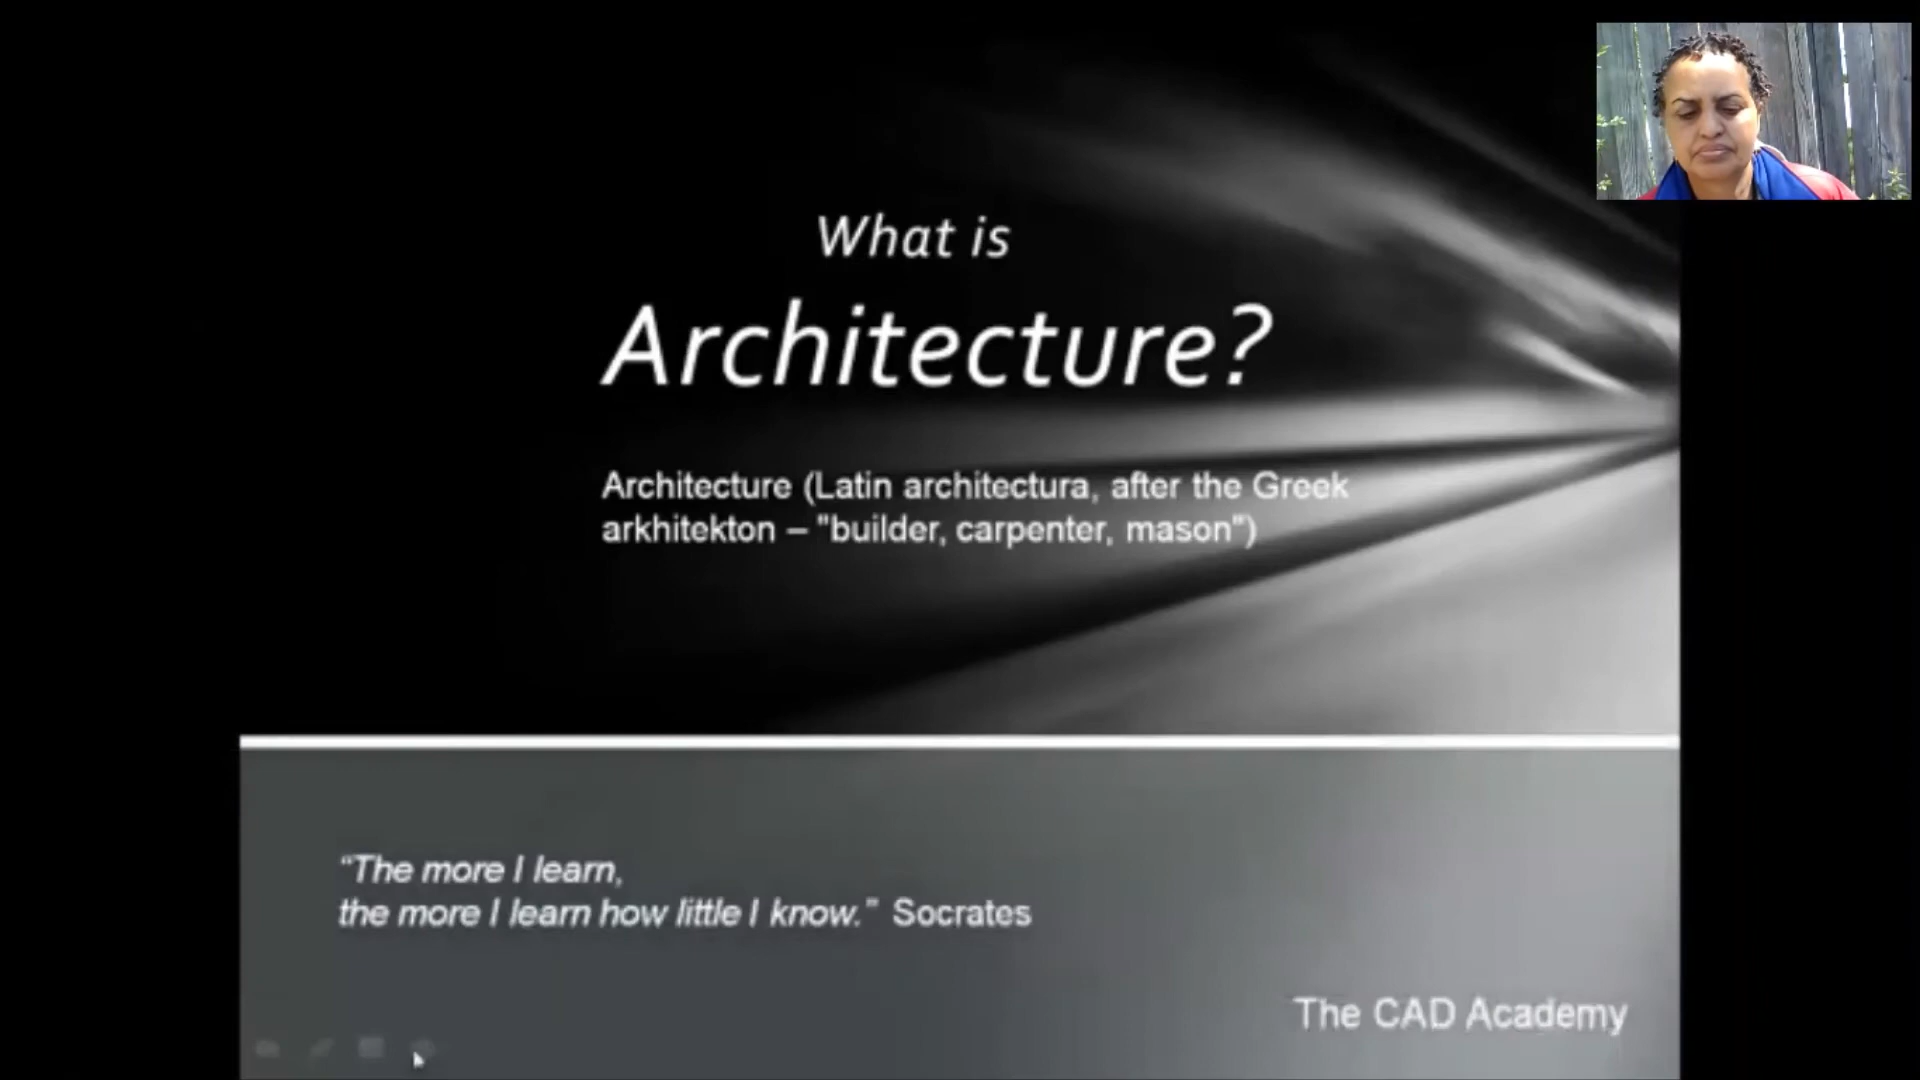 What is
Architecture?
Architecture (Latin architectura, after the Greek
arkhitekton – "builder, carpenter, mason")
“The more I learn,
the more I learn how little I know.” Socrates
The CAD Academy